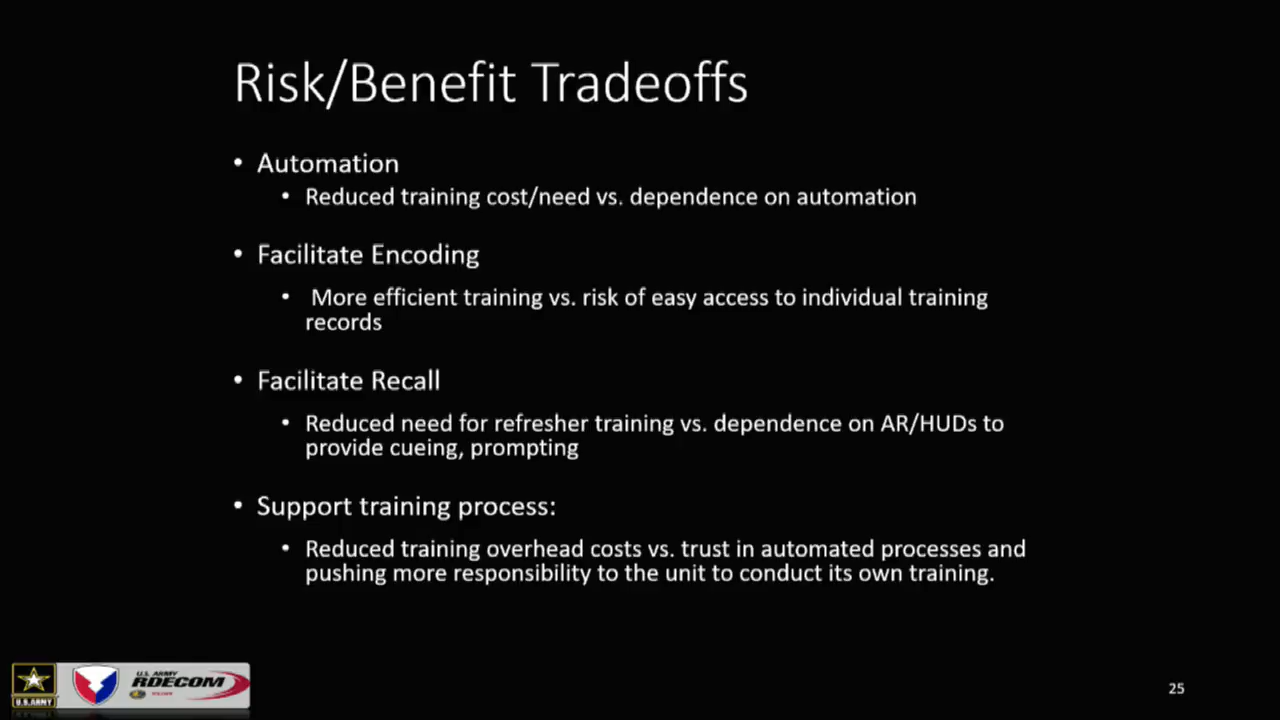 Risk/Benefit Tradeoffs
• Automation
• Reduced training cost/need vs. dependence on automation
• Facilitate Encoding
• More efficient training vs. risk of easy access to individual training
records
• Facilitate Recall
• Reduced need for refresher training vs. dependence on AR/HUDs to
provide cueing, prompting
• Support training process:
• Reduced training overhead costs vs. trust in automated processes and
pushing more responsibility to the unit to conduct its own training.
U.S. ARMY
RDECOM
U.S.ARMY
25